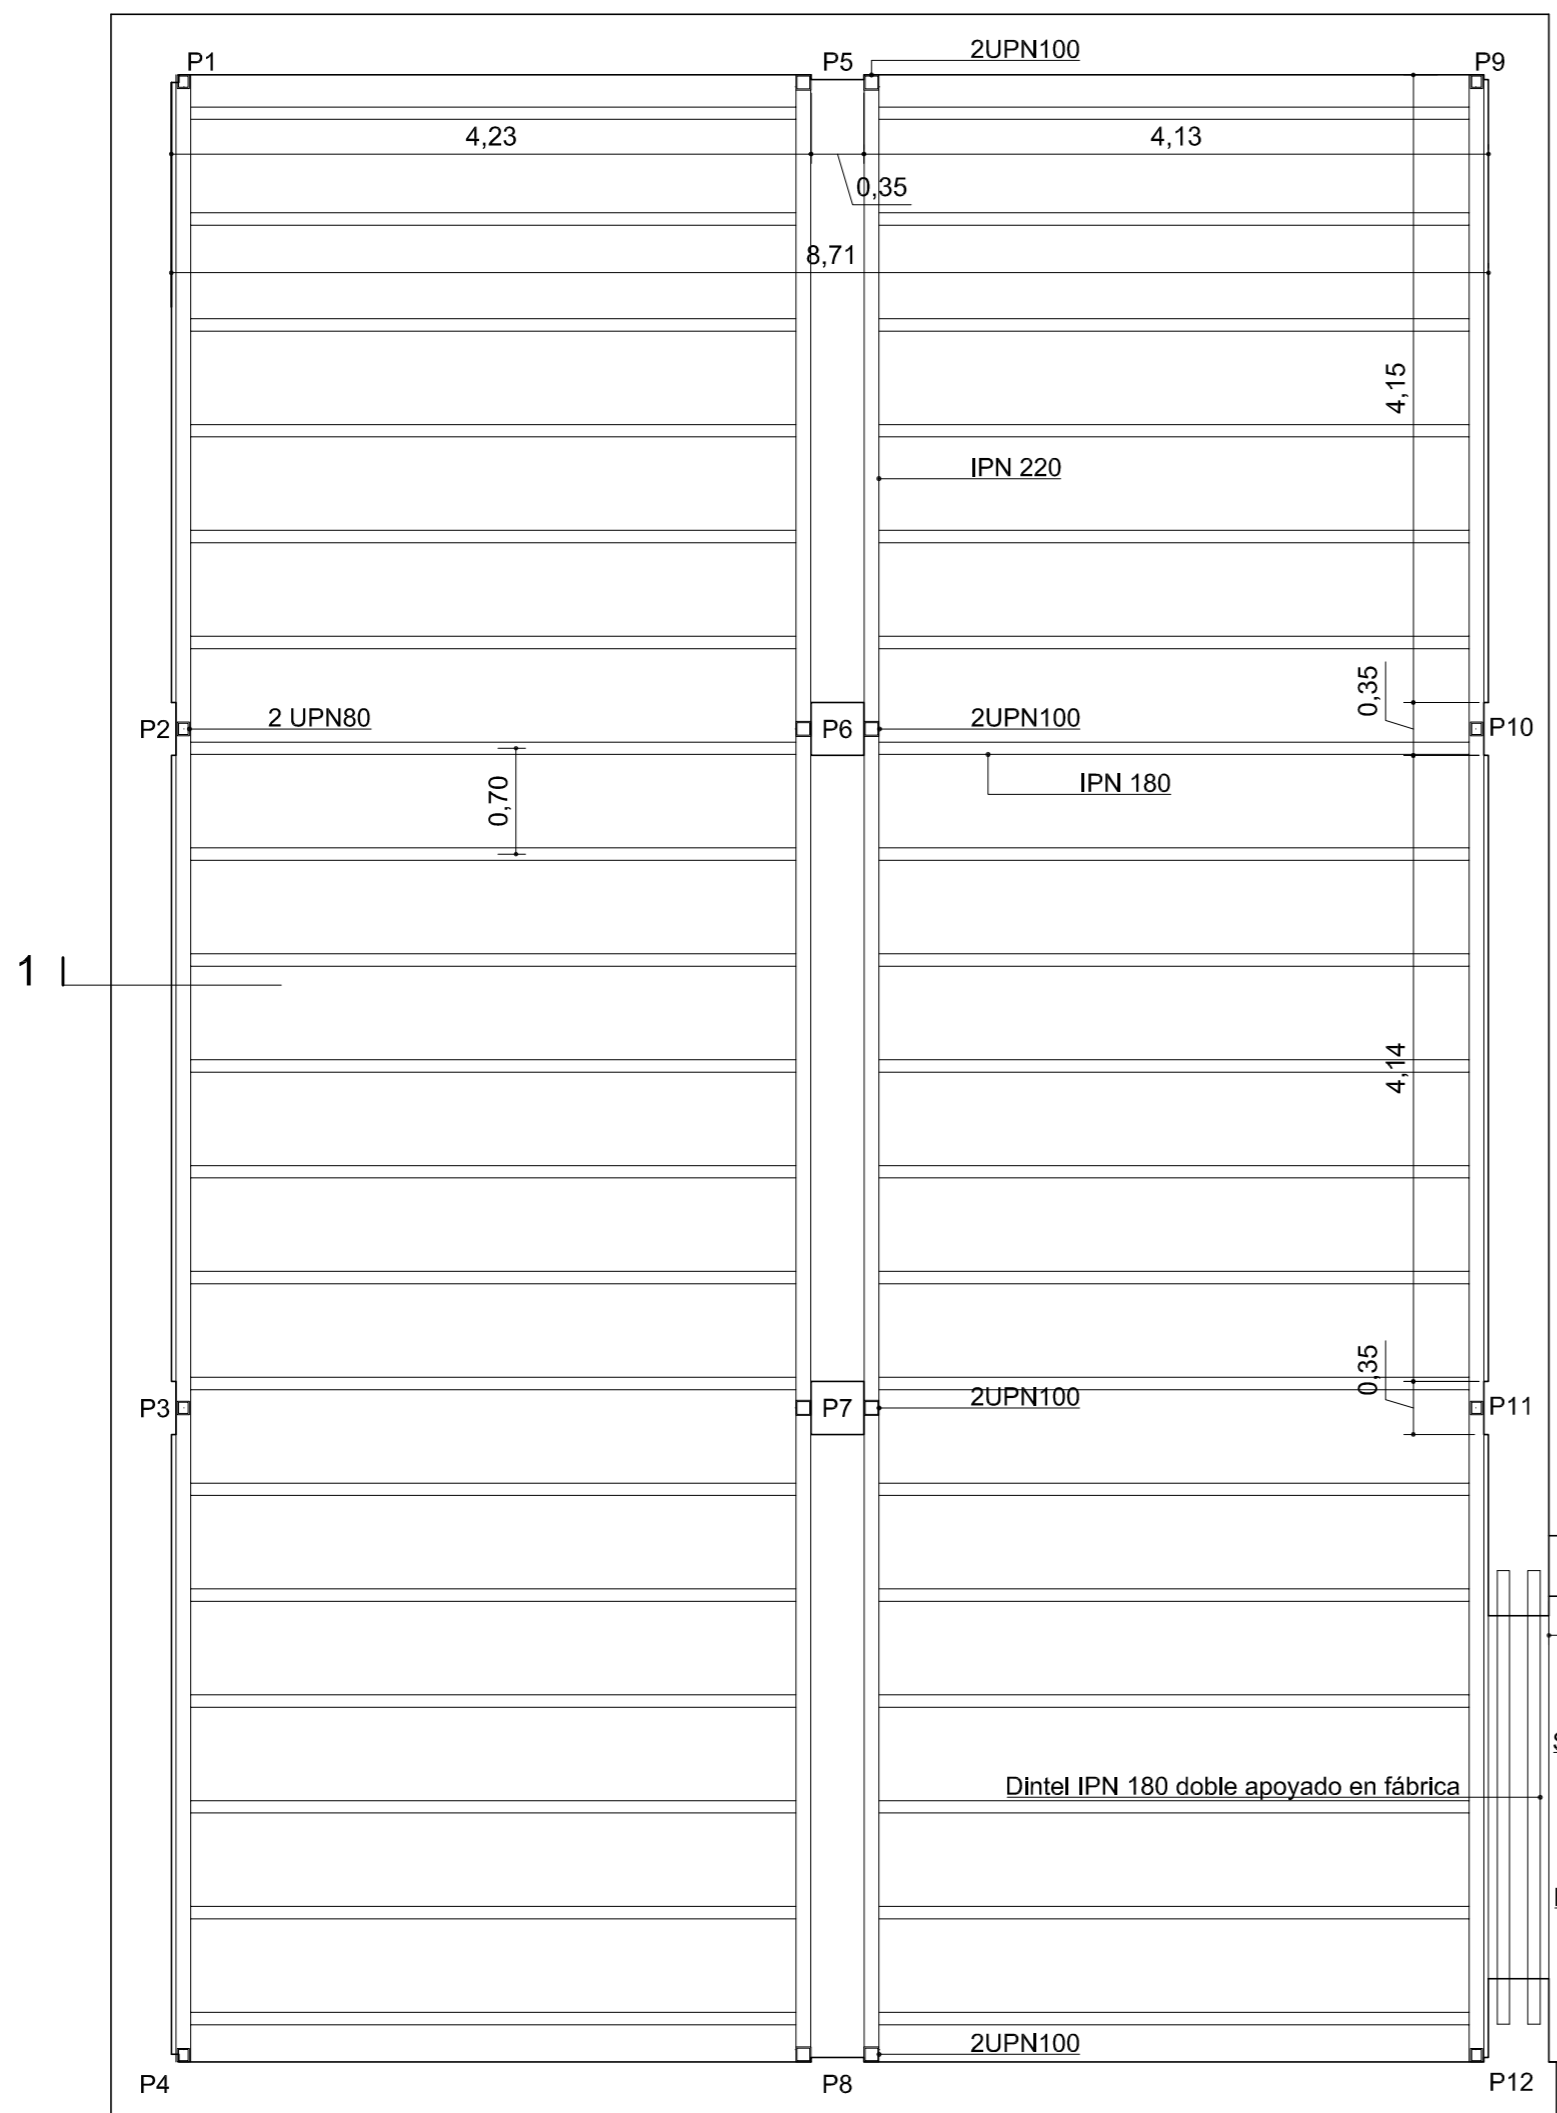 P1
P5
2UPN100
P9
4,23
4,13
0,35
8,71
4,15
IPN 220
0,35
P2
2 UPN80
P6
2UPN100
P10
0,70
IPN 180
1
4,14
0,35
P3
P7
2UPN100
P11
Dintel IPN 180 doble apoyado en fábrica
2UPN100
P4
P8
P12